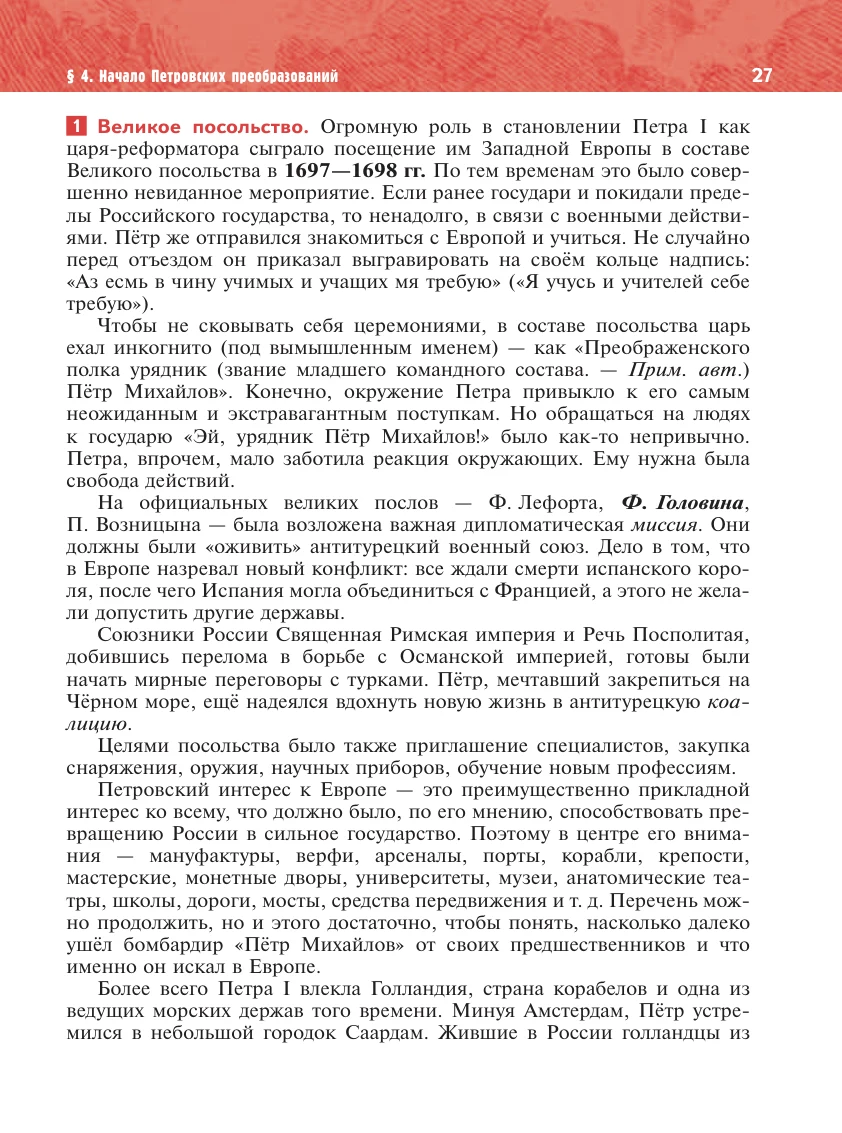 § 4. Начало Петровских преобразований
27
1 Великое посольство. Огромную роль в становлении Петра I как
царя-реформатора сыграло посещение им Западной Европы в составе
Великого посольства в 1697—1698 гг. По тем временам это было совер-
шенно невиданное мероприятие. Если ранее государи и покидали преде-
лы Российского государства, то ненадолго, в связи с военными действи-
ями. Пётр же отправился знакомиться с Европой и учиться. Не случайно
перед отъездом он приказал выгравировать на своём кольце надпись:
«Аз есмь в чину учимых и учащих мя требую» («Я учусь и учителей себе
требую»).
Чтобы не сковывать себя церемониями, в составе посольства царь
ехал инкогнито (под вымышленным именем) — как «Преображенского
полка урядник (звание младшего командного состава. — Прим. авт.)
Пётр Михайлов». Конечно, окружение Петра привыкло к его самым
неожиданным и экстравагантным поступкам. Но обращаться на людях
к государю «Эй, урядник Пётр Михайлов!» было как-то непривычно.
Петра, впрочем, мало заботила реакция окружающих. Ему нужна была
свобода действий.
На официальных великих послов — Ф. Лефорта, Ф. Головина,
П. Возницына — была возложена важная дипломатическая миссия. Они
должны были «оживить» антитурецкий военный союз. Дело в том, что
в Европе назревал новый конфликт: все ждали смерти испанского коро-
ля, после чего Испания могла объединиться с Францией, а этого не жела-
ли допустить другие державы.
Союзники России Священная Римская империя и Речь Посполитая,
добившись перелома в борьбе с Османской империей, готовы были
начать мирные переговоры с турками. Пётр, мечтавший закрепиться на
Чёрном море, ещё надеялся вдохнуть новую жизнь в антитурецкую коа-
лицию.
Целями посольства было также приглашение специалистов, закупка
снаряжения, оружия, научных приборов, обучение новым профессиям.
Петровский интерес к Европе — это преимущественно прикладной
интерес ко всему, что должно было, по его мнению, способствовать пре-
вращению России в сильное государство. Поэтому в центре его внима-
ния — мануфактуры, верфи, арсеналы, порты, корабли, крепости,
мастерские, монетные дворы, университеты, музеи, анатомические теа-
тры, школы, дороги, мосты, средства передвижения и т. д. Перечень мож-
но продолжить, но и этого достаточно, чтобы понять, насколько далеко
ушёл бомбардир «Пётр Михайлов» от своих предшественников и что
именно он искал в Европе.
Более всего Петра I влекла Голландия, страна корабелов и одна из
ведущих морских держав того времени. Минуя Амстердам, Пётр устре-
мился в небольшой городок Саардам. Жившие в России голландцы из